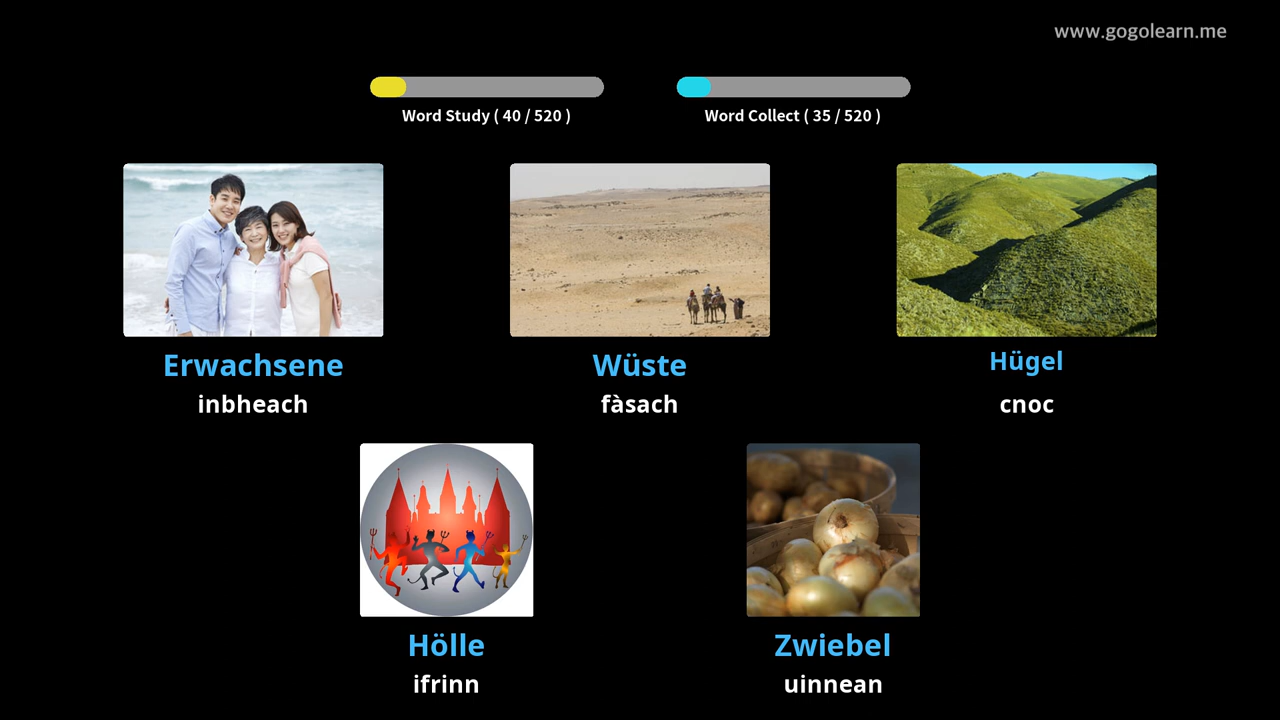 www.gogolearn.me
Word Study ( 40 / 520 )
Word Collect ( 35 / 520 )
Erwachsene
inbheach
Wüste
fàsach
Hügel
cnoc
Hölle
ifrinn
Zwiebel
uinnean